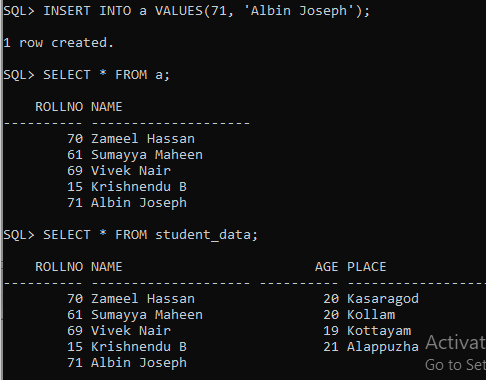 SQL> INSERT INTO a VALUES(71, 'Albin Joseph');
1 row created.
SQL> SELECT * FROM a;
ROLLNO NAME
---------- --------------------
70 Zameel Hassan
61 Sumayya Maheen
69 Vivek Nair
15 Krishnendu B
71 Albin Joseph
SQL> SELECT * FROM student_data;
ROLLNO NAME AGE PLACE
---------- -------------------- ---------- --------------------
70 Zameel Hassan 20 Kasaragod
61 Sumayya Maheen 20 Kollam
69 Vivek Nair 19 Kottayam
15 Krishnendu B 21 Alappuzha
71 Albin Joseph
Activat
Go to Set